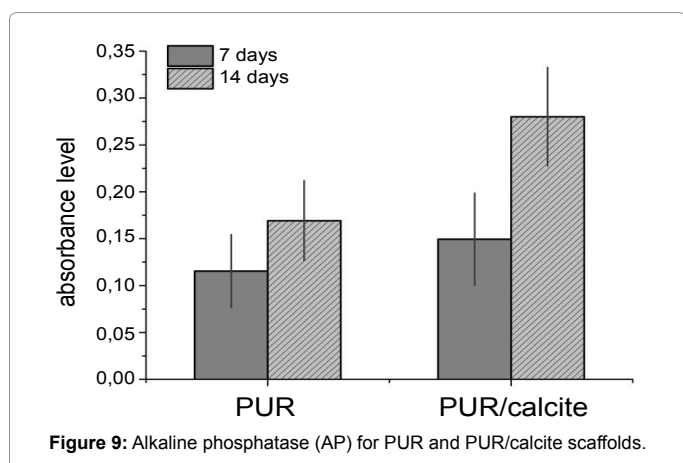 0,35
0,30
0,25
0,20
0,15
0,10
0,05
0,00
absorbance level
7 days
14 days
PUR PUR/calcite
Figure 9: Alkaline phosphatase (AP) for PUR and PUR/calcite scaffolds.